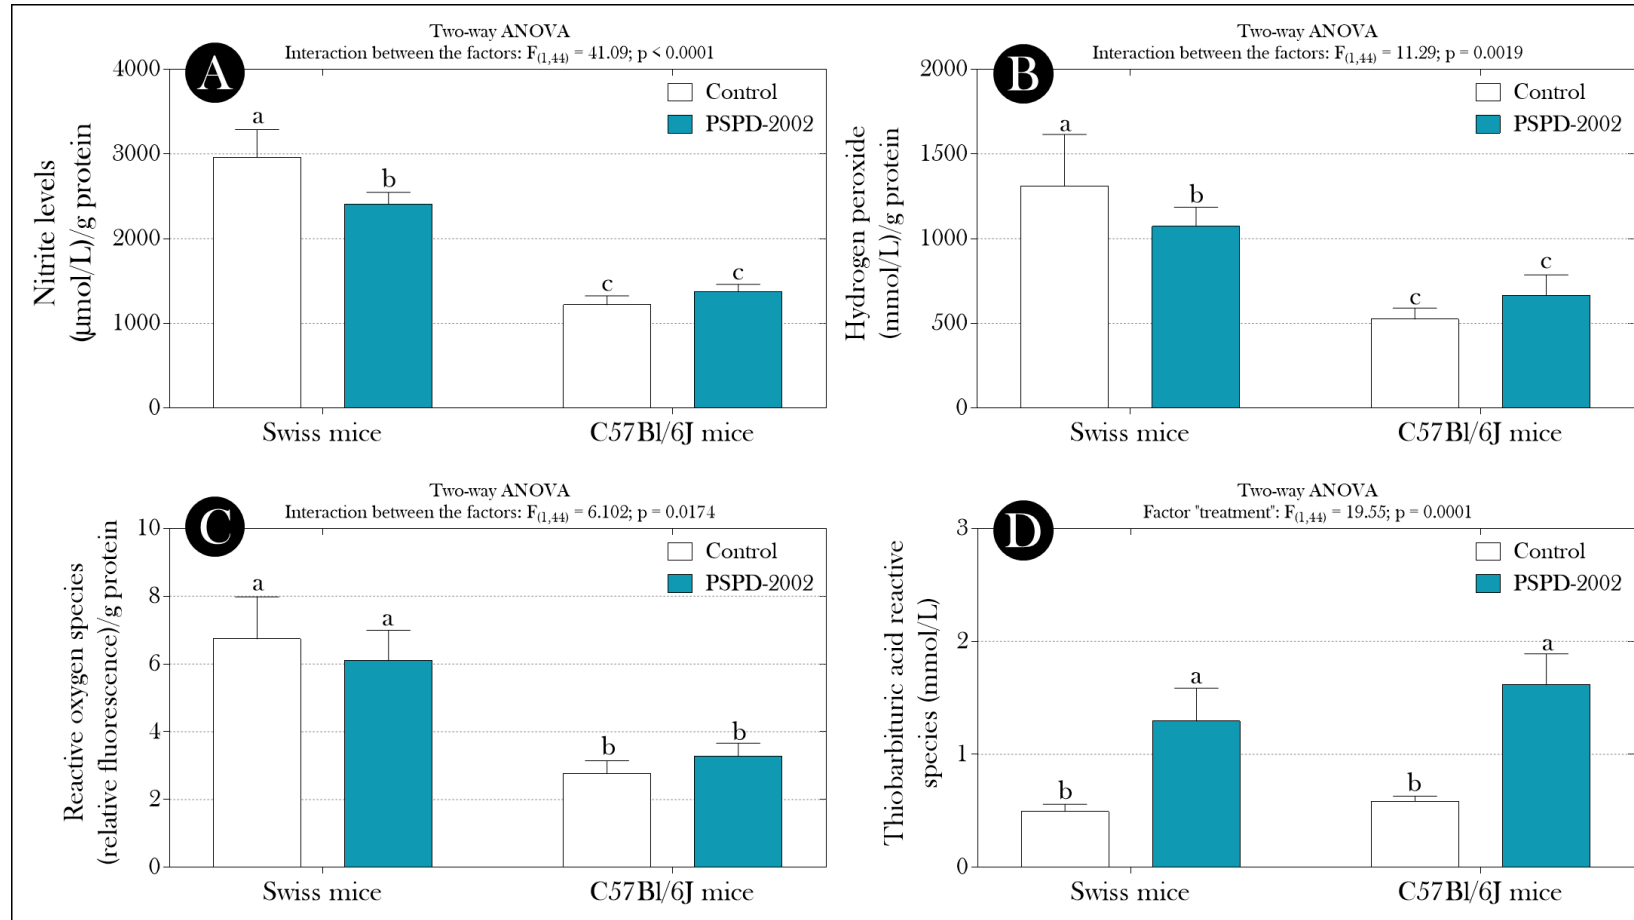 Two-way ANOVA
Interaction between the factors: F(1,44) = 41.09; p < 0.0001
A
Nitrite levels
(µmol/L)/g protein
4000
3000
2000
1000
0
Control
PSPD-2002
a
b
c
c
Swiss mice
C57Bl/6J mice
Two-way ANOVA
Interaction between the factors: F(1,44) = 11.29; p = 0.0019
B
Hydrogen peroxide
(mmol/L)/g protein
2000
1,500
1000
500
0
Control
PSPD-2002
a
b
c
c
Swiss mice
C57Bl/6J mice
Two-way ANOVA
Interaction between the factors: F(1,44) = 6.102; p = 0.0174
C
Reactive oxygen species
(relative fluorescence)/g protein
10
8
6
4
2
0
Control
PSPD-2002
a
a
b
b
Swiss mice
C57Bl/6J mice
Two-way ANOVA
Factor "treatment": F(1,44) = 19.55; p = 0.0001
D
Thiobarbituric acid reactive
species (mmol/L)
3
2
1
0
Control
PSPD-2002
b
a
b
a
Swiss mice
C57Bl/6J mice